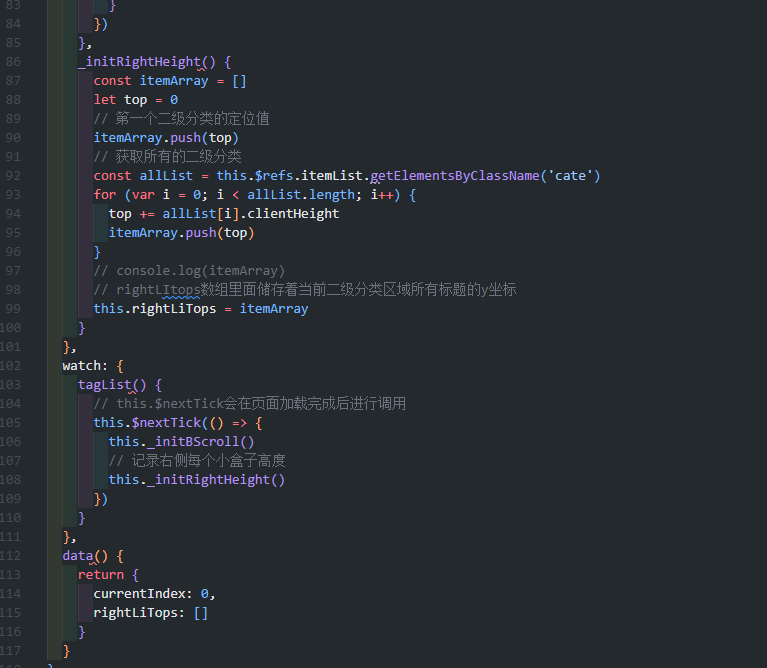 83 }
84 })
85 },
86 _initRightHeight() {
87 const itemArray = []
88 let top = 0
89 // 第一个二级分类的定位值
90 itemArray.push(top)
91 // 获取所有的二级分类
92 const allList = this.$refs.itemList.getElementsByClassName('cate')
93 for (var i = 0; i < allList.length; i++) {
94 top += allList[i].clientHeight
95 itemArray.push(top)
96 }
97 // console.log(itemArray)
98 // rightLItops数组里面储存着当前二级分类区域所有标题的y坐标
99 this.rightLiTops = itemArray
100 }
101 },
102 watch: {
103 tagList() {
104 // this.$nextTick会在页面加载完成后进行调用
105 this.$nextTick(() => {
106 this._initBScroll()
107 // 记录右侧每个小盒子高度
108 this._initRightHeight()
109 })
110 }
111 },
112 data() {
113 return {
114 currentIndex: 0,
115 rightLiTops: []
116 }
117 }